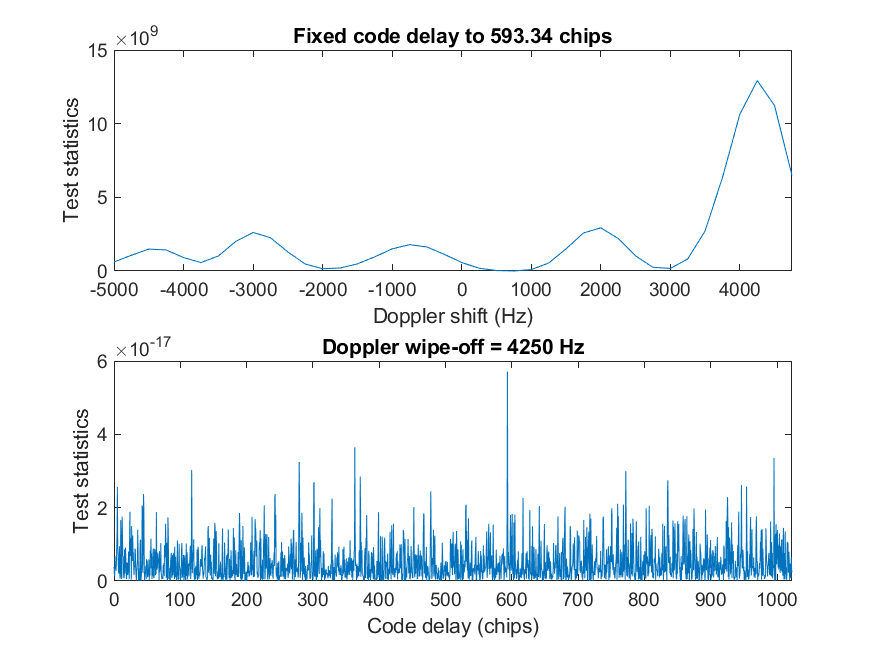 ×10^9
Fixed code delay to 593.34 chips
15
10
5
0
Test statistics
-5000 -4000 -3000 -2000 -1000 0 1000 2000 3000 4000
Doppler shift (Hz)
×10^-17
Doppler wipe-off = 4250 Hz
6
4
2
0
Test statistics
0 100 200 300 400 500 600 700 800 900 1000
Code delay (chips)